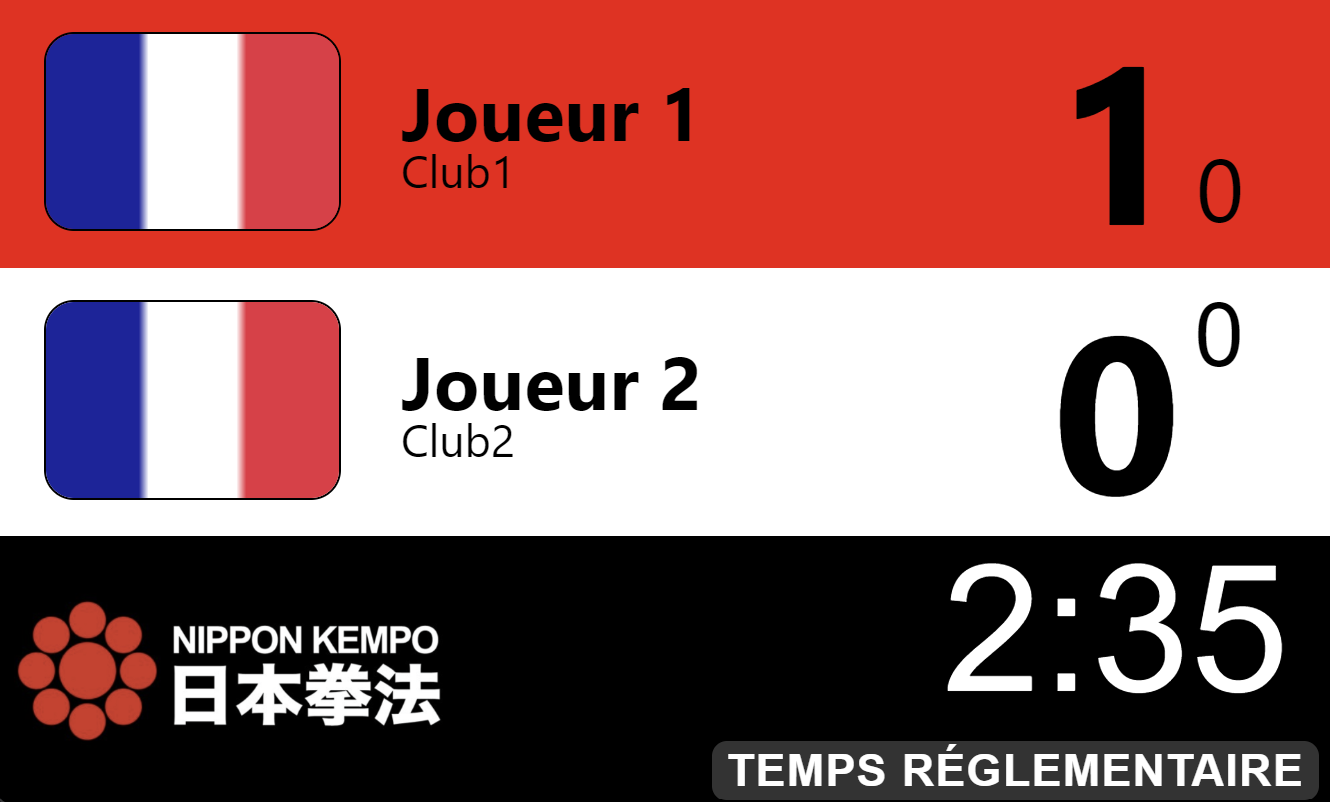 Joueur 1
Club1
1
0
Joueur 2
Club2
0
0
2:35
NIPPON KEMPO
日本拳法
TEMPS RÉGLEMENTAIRE